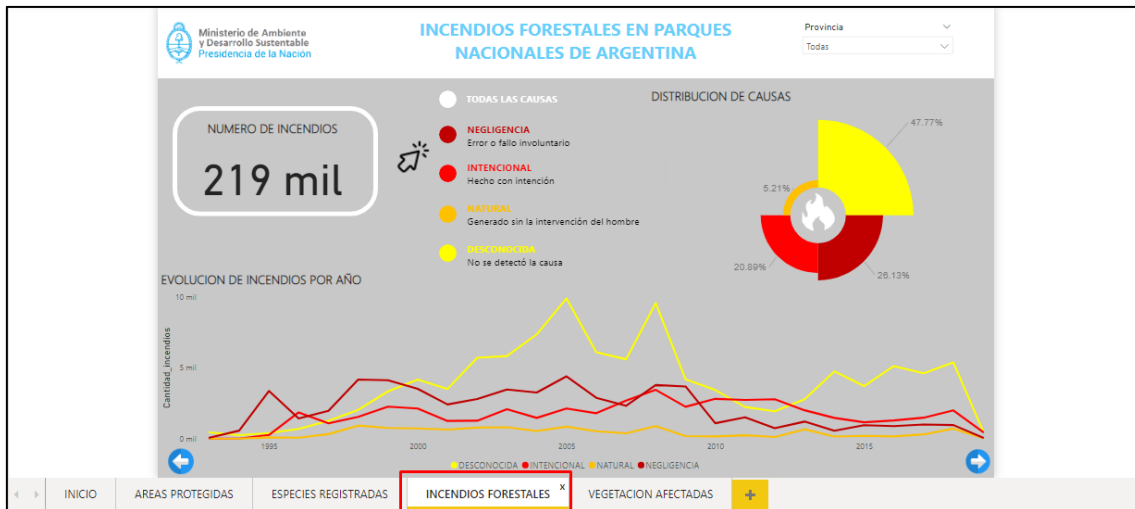 Ministerio de Ambiente
y Desarrollo Sustentable
Presidencia de la Nación
INCENDIOS FORESTALES EN PARQUES
NACIONALES DE ARGENTINA
Provincia
Todas
NUMERO DE INCENDIOS
219 mil
TODAS LAS CAUSAS
NEGLIGENCIA
Error o fallo involuntario
INTENCIONAL
Hecho con intención
NATURAL
Generado sin la intervención del hombre
DESCONOCIDA
No se detectó la causa
DISTRIBUCION DE CAUSAS
47.77%
5.21%
20.89%
26.13%
EVOLUCION DE INCENDIOS POR AÑO
Cantidad_incendios
10 mil
5 mil
0 mil
1995 2000 2005 2010 2015
DESCONOCIDA INTENCIONAL NATURAL NEGLIGENCIA
INICIO AREAS PROTEGIDAS ESPECIES REGISTRADAS INCENDIOS FORESTALES x VEGETACION AFECTADAS +